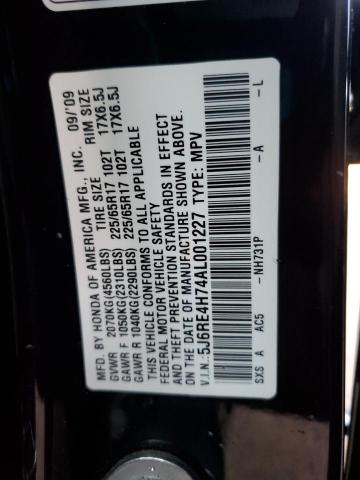 MFD. BY HONDA OF AMERICA MFG., INC. 09/'09
TIRE SIZE RIM SIZE
GVWR 2070KG(4560LBS)
GAWR F 1050KG(2310LBS) 225/65R17 102T 17X6.5J
GAWR R 1040KG(2290LBS) 225/65R17 102T 17X6.5J
THIS VEHICLE CONFORMS TO ALL APPLICABLE
FEDERAL MOTOR VEHICLE SAFETY
AND THEFT PREVENTION STANDARDS IN EFFECT
ON THE DATE OF MANUFACTURE SHOWN ABOVE.
V.I.N.: 5J6RE4H74AL001227 TYPE: MPV
SXS A AC5 -NH731P -A -L